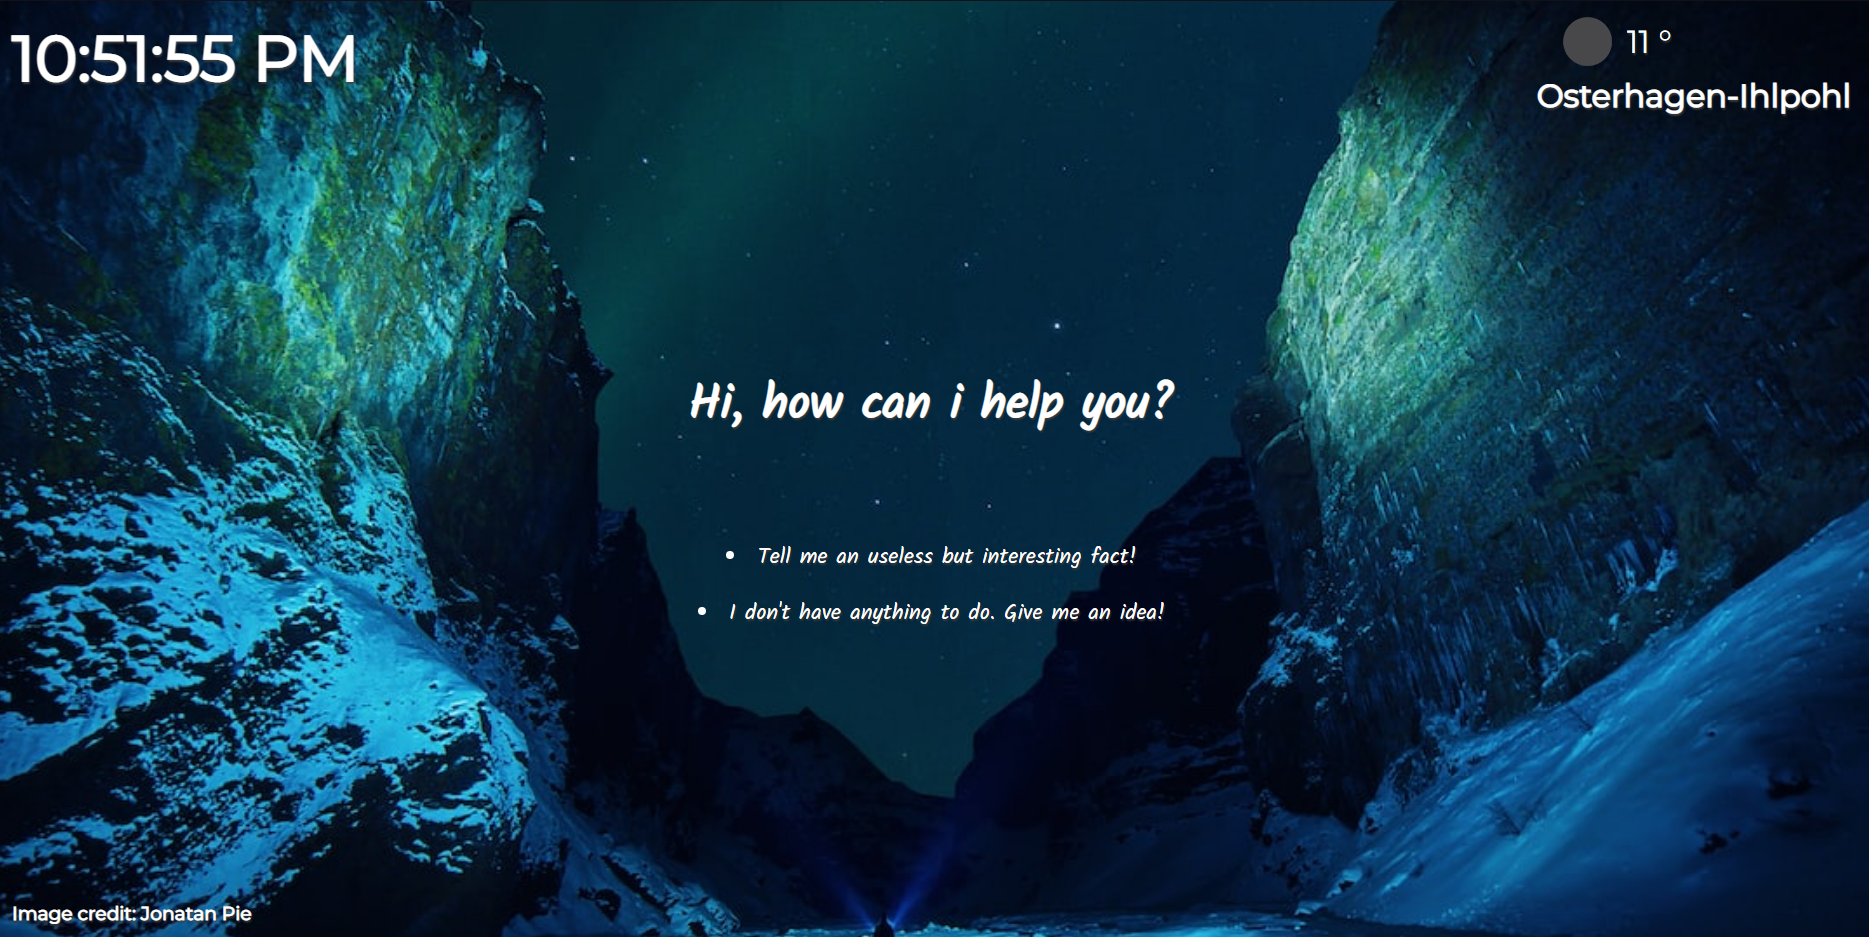 10:51:55 PM
11 °
Osterhagen-Ihlpohl
Hi, how can i help you?
Tell me an useless but interesting fact!
I don't have anything to do. Give me an idea!
Image credit: Jonatan Pie